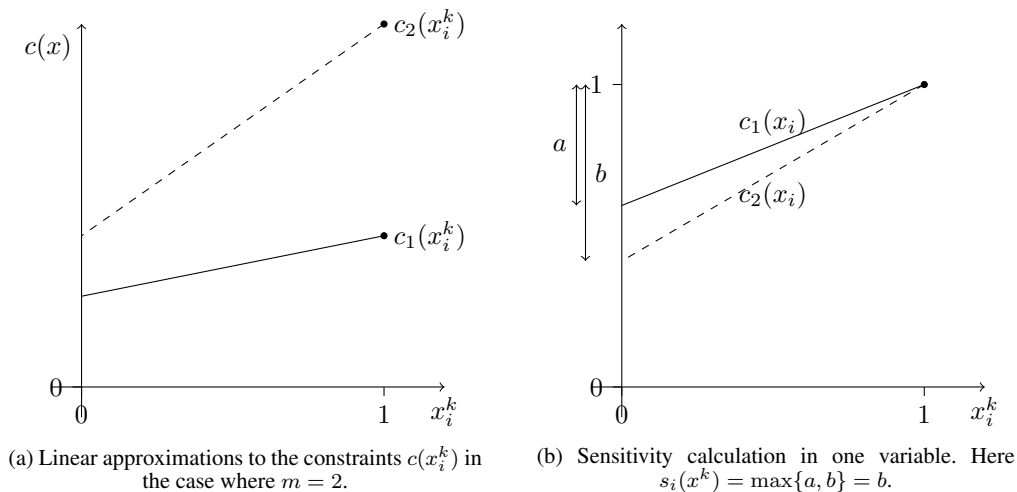 c(x)
c_2(x_i^k)
c_1(x_i^k)
0
0
1
x_i^k
(a) Linear approximations to the constraints c(x_i^k) in
the case where m = 2.
1
a
b
c_1(x_i)
c_2(x_i)
0
0
1
x_i^k
(b) Sensitivity calculation in one variable. Here
s_i(x^k) = max{a, b} = b.